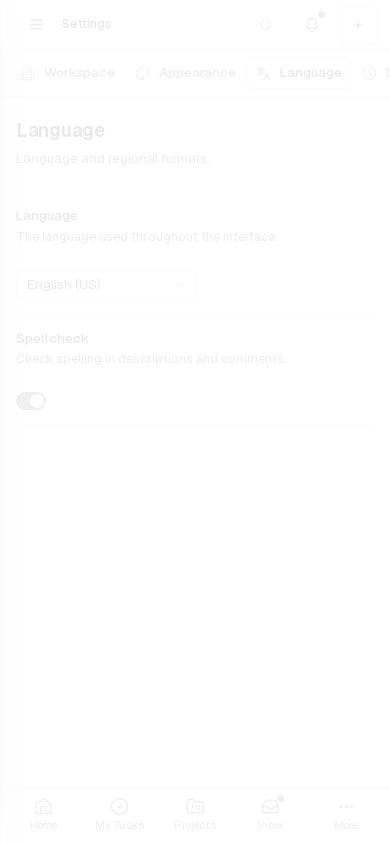 Settings
Workspace
Appearance
Language
Language
Language and regional formats
Language
The language used throughout the interface.
English (US)
Spellcheck
Check spelling in descriptions and comments.
Home
My Tasks
Projects
Inbox
More